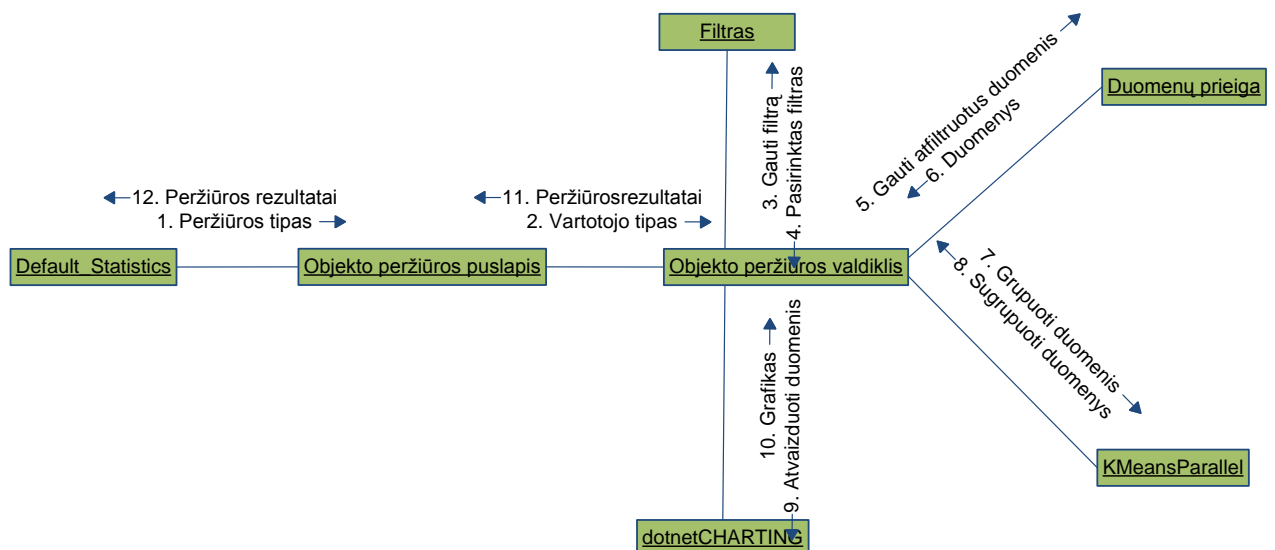 Filtras
Duomenų prieiga
3. Gauti filtrą
4. Pasirinktas filtras
5. Gauti atfiltruotus duomenis
6. Duomenys
12. Peržiūros rezultatai
1. Peržiūros tipas
11. Peržiūrosrezultatai
2. Vartotojo tipas
Default_Statistics
Objekto peržiūros puslapis
Objekto peržiūros valdiklis
7. Grupuoti duomenis
8. Sugrupuoti duomenys
10. Grafikas
9. Atvaizduoti duomenis
KMeansParallel
dotnetCHARTING